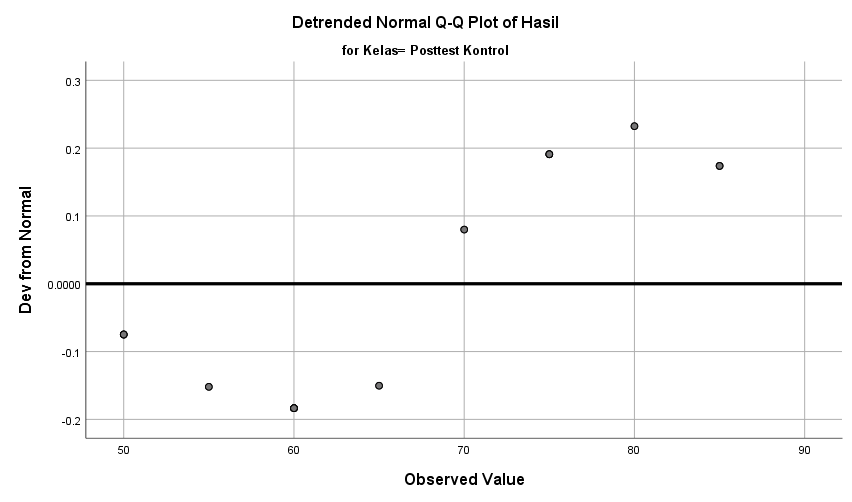 Detrended Normal Q-Q Plot of Hasil
for Kelas= Posttest Kontrol
Dev from Normal
0.3
0.2
0.1
0.0000
-0.1
-0.2
50
60
70
80
90
Observed Value